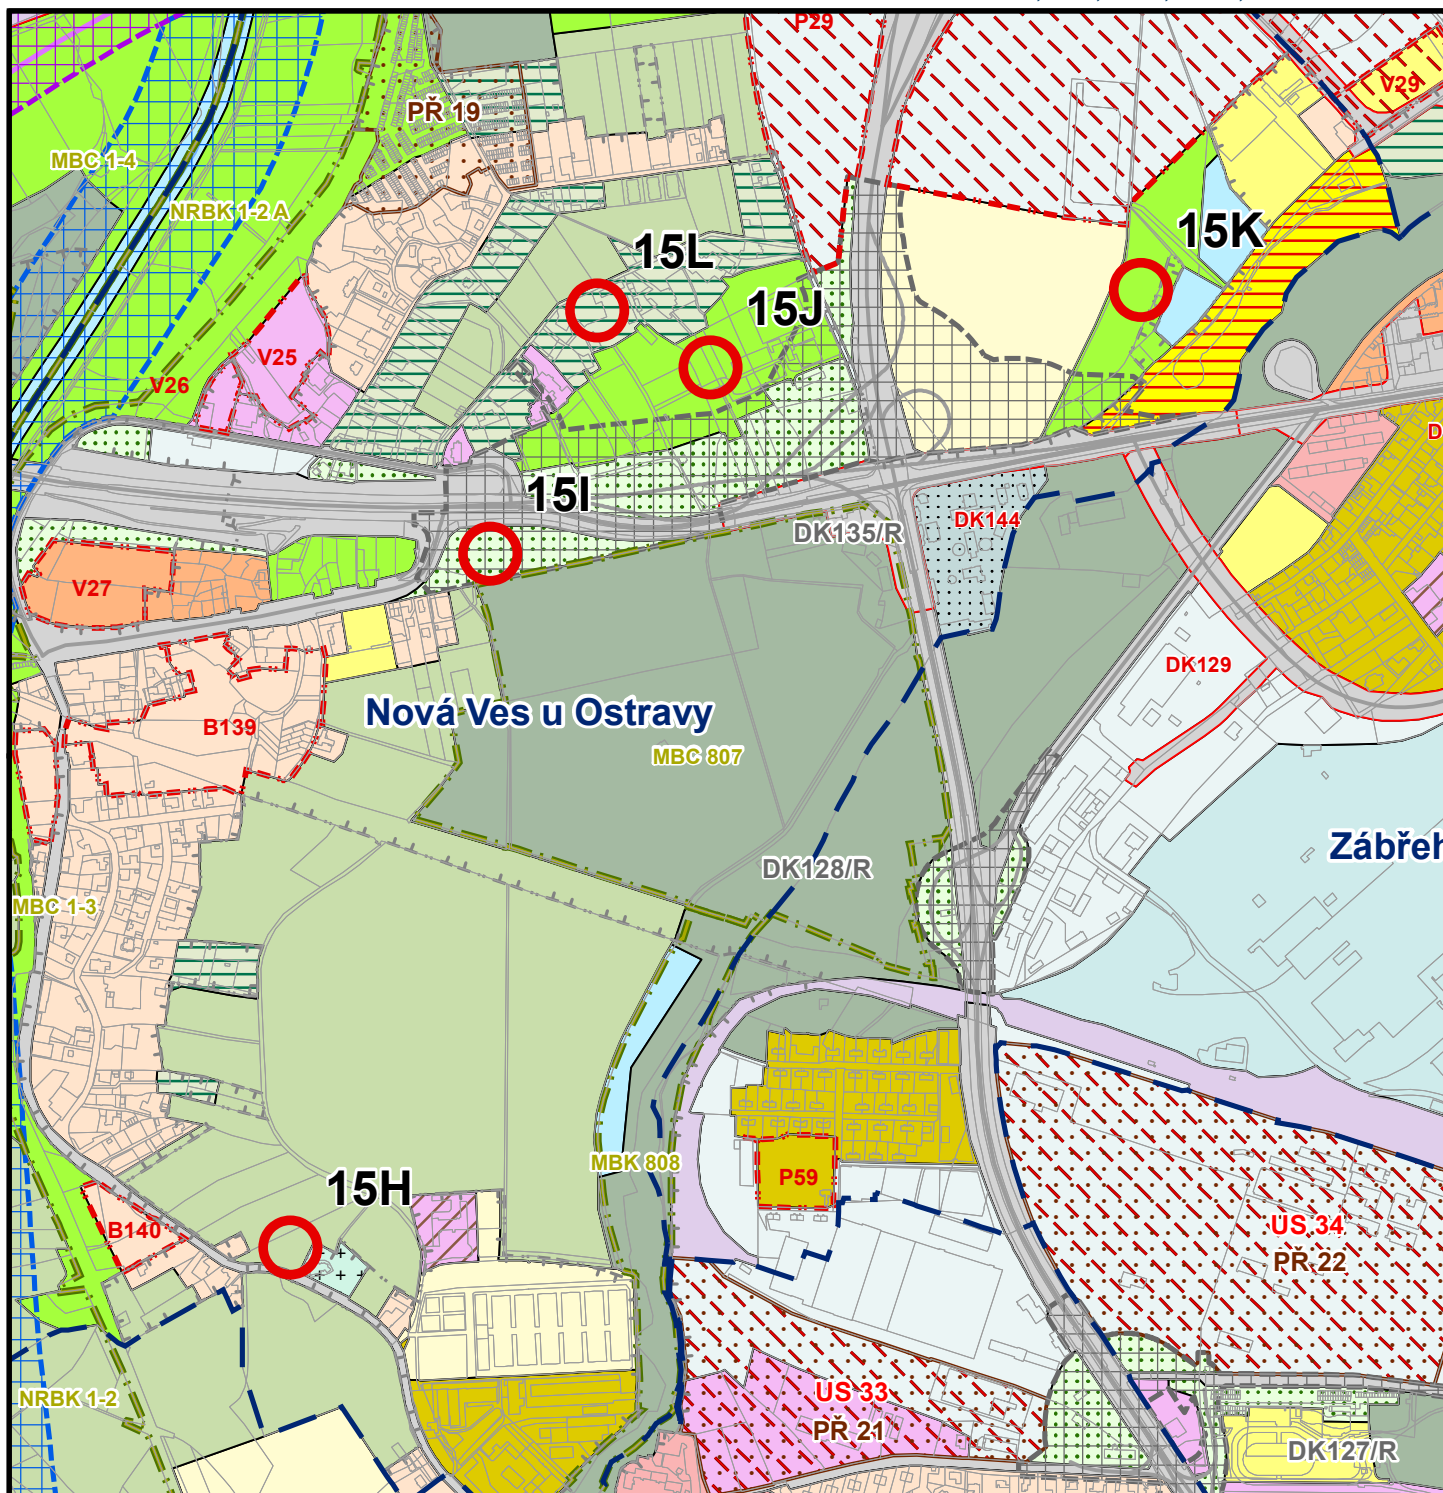 P29
V29
PŘ 19
MBC 1-4
NRBK 1-2 A
15K
15L
15J
V25
V26
15I
DK144
DK135/R
V27
DK129
B139
Nová Ves u Ostravy
MBC 807
Zábřeh
DK128/R
MBC 1-3
MBK 808
P59
15H
B140
US 34
PŘ 22
NRBK 1-2
US 33
PŘ 21
DK127/R